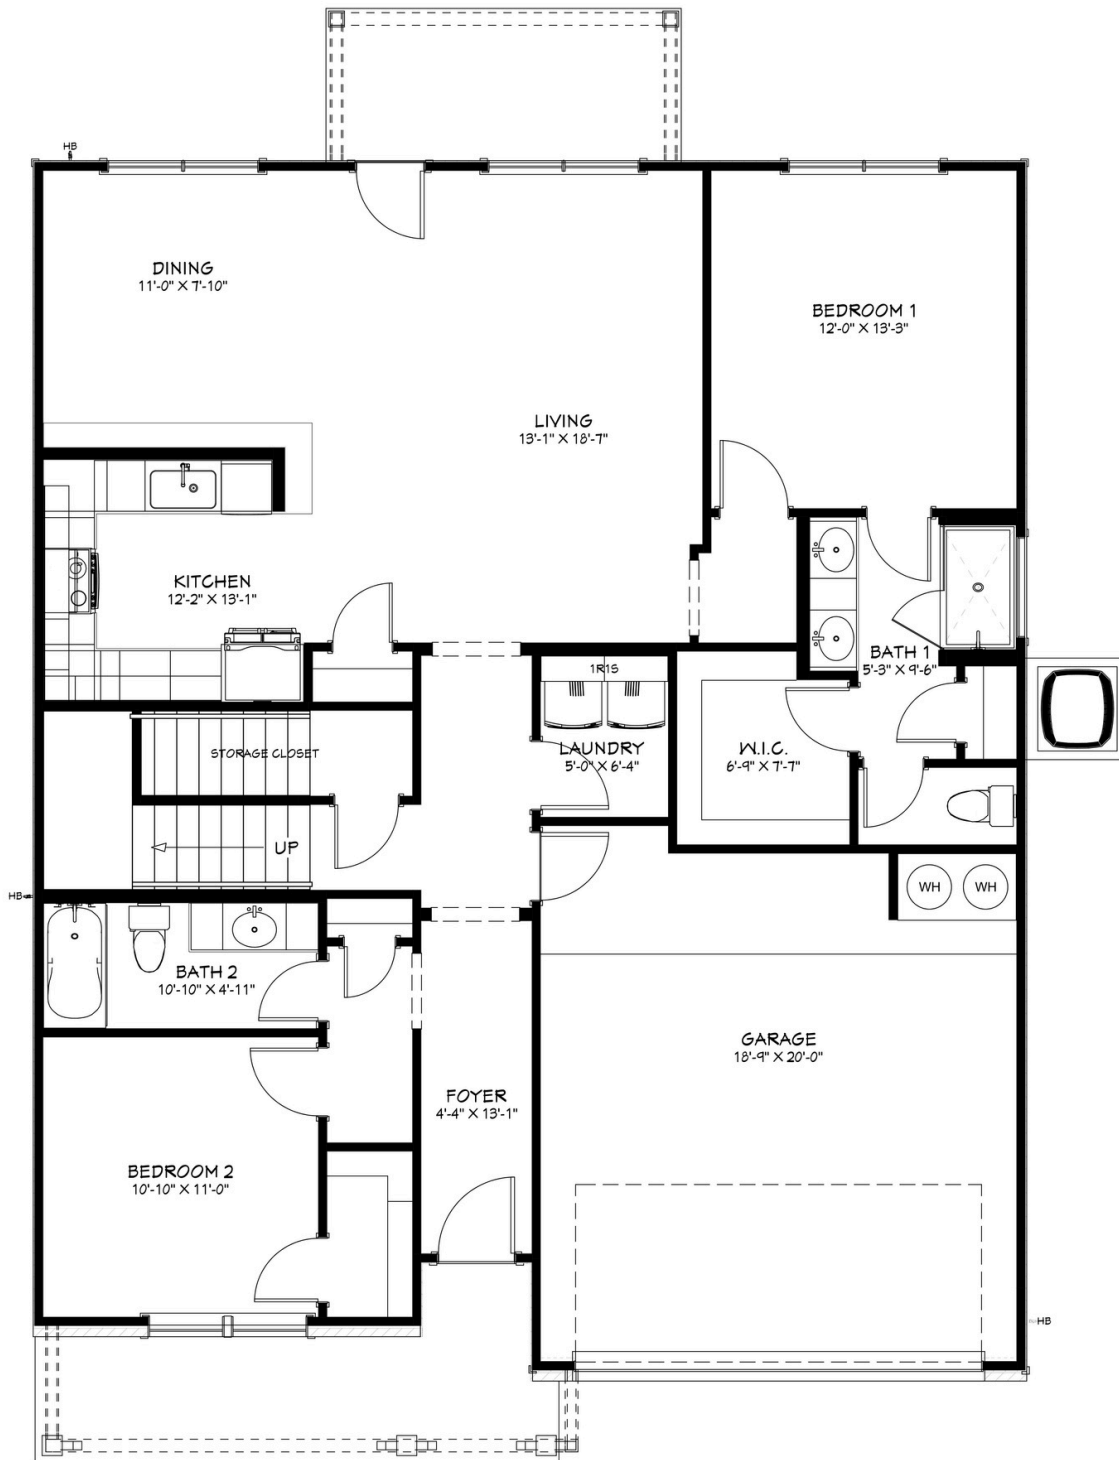 HB
DINING
11'-0" X 7'-10"
BEDROOM 1
12'-0" X 13'-3"
LIVING
13'-1" X 18'-7"
KITCHEN
12'-2" X 13'-1"
BATH 1
5'-3" X 9'-6"
1R1S
LAUNDRY
5'-0" X 6'-4"
W.I.C.
6'-9" X 7'-7"
STORAGE CLOSET
UP
HB
WH
WH
BATH 2
10'-10" X 4'-11"
GARAGE
18'-9" X 20'-0"
FOYER
4'-4" X 13'-1"
BEDROOM 2
10'-10" X 11'-0"
HB